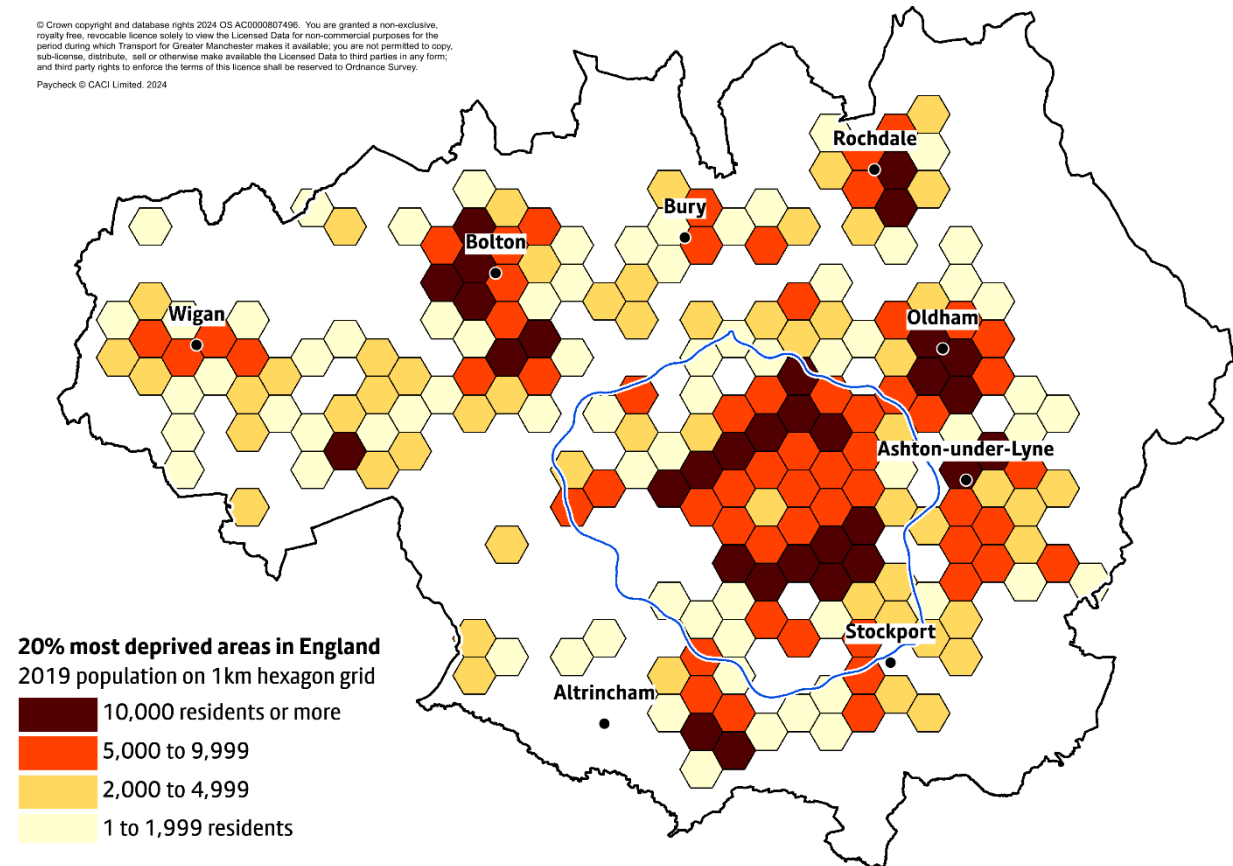 © Crown copyright and database rights 2024 OS AC0000807496.  You are granted a non-exclusive,
royalty free, revocable licence solely to view the Licensed Data for non-commercial purposes for the
period during which Transport for Greater Manchester makes it available; you are not permitted to copy,
sub-license, distribute,  sell or otherwise make available the Licensed Data to third parties in any form;
and third party rights to enforce the terms of this licence shall be reserved to Ordnance Survey.
Paycheck © CACI Limited. 2024
Rochdale
Bury
Bolton
Wigan
Oldham
Ashton-under-Lyne
Stockport
Altrincham
20% most deprived areas in England
2019 population on 1km hexagon grid
10,000 residents or more
5,000 to 9,999
2,000 to 4,999
1 to 1,999 residents